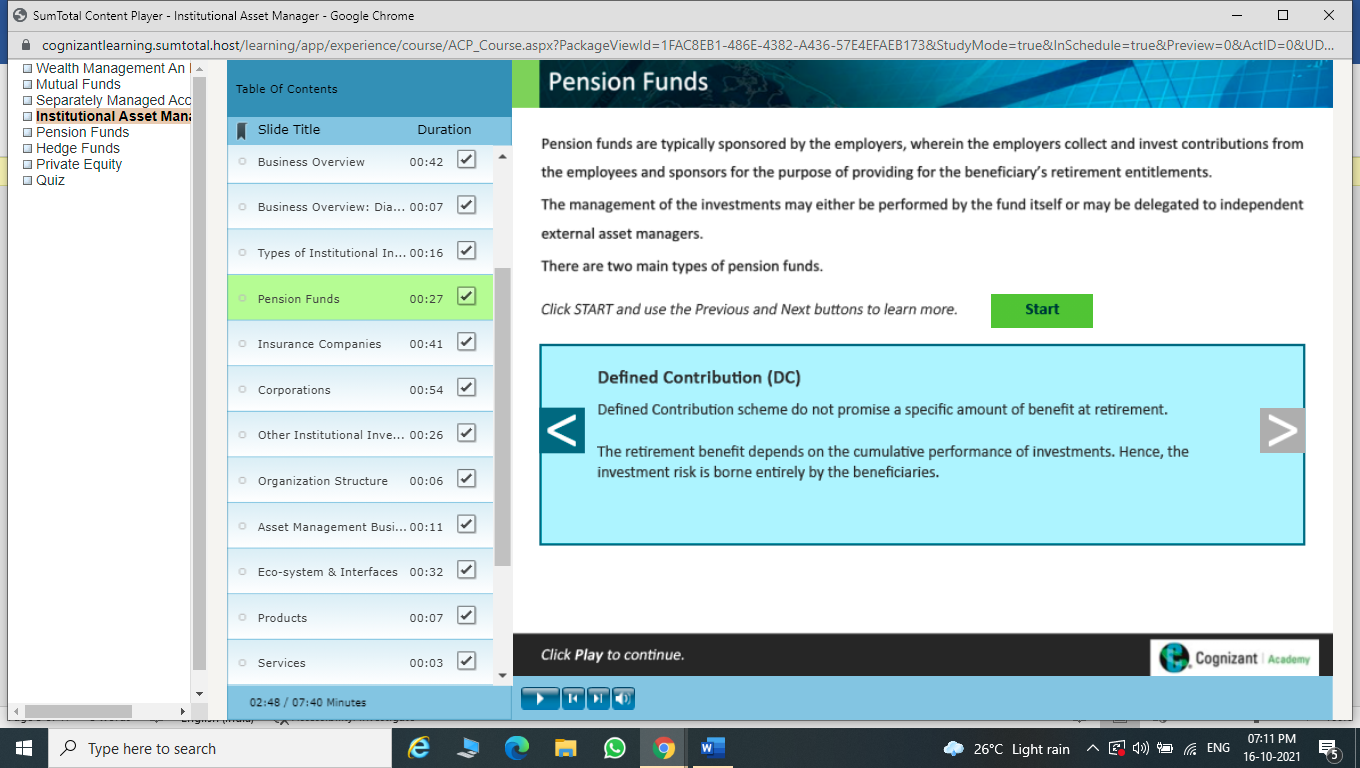 SumTotal Content Player - Institutional Asset Manager - Google Chrome
cognizantlearning.sumtotal.host/learning/app/experience/course/ACP_Course.aspx?PackageViewId=1FAC8EB1-486E-4382-A436-57E4EFAEB173&StudyMode=true&InSchedule=true&Preview=0&ActID=0&UD...
Wealth Management An
Mutual Funds
Separately Managed Acc
Institutional Asset Mana
Pension Funds
Hedge Funds
Private Equity
Quiz
Table Of Contents
Slide Title Duration
Business Overview 00:42
Business Overview: Dia... 00:07
Types of Institutional In... 00:16
Pension Funds 00:27
Insurance Companies 00:41
Corporations 00:54
Other Institutional Inve... 00:26
Organization Structure 00:06
Asset Management Busi... 00:11
Eco-system & Interfaces 00:32
Products 00:07
Services 00:03
02:48 / 07:40 Minutes
Pension Funds
Pension funds are typically sponsored by the employers, wherein the employers collect and invest contributions from
the employees and sponsors for the purpose of providing for the beneficiary's retirement entitlements.
The management of the investments may either be performed by the fund itself or may be delegated to independent
external asset managers.
There are two main types of pension funds.
Click START and use the Previous and Next buttons to learn more.
Start
Defined Contribution (DC)
Defined Contribution scheme do not promise a specific amount of benefit at retirement.
The retirement benefit depends on the cumulative performance of investments. Hence, the
investment risk is borne entirely by the beneficiaries.
< >
Click Play to continue.
Cognizant | Academy
Type here to search
26°C Light rain
ENG
07:11 PM
16-10-2021
5